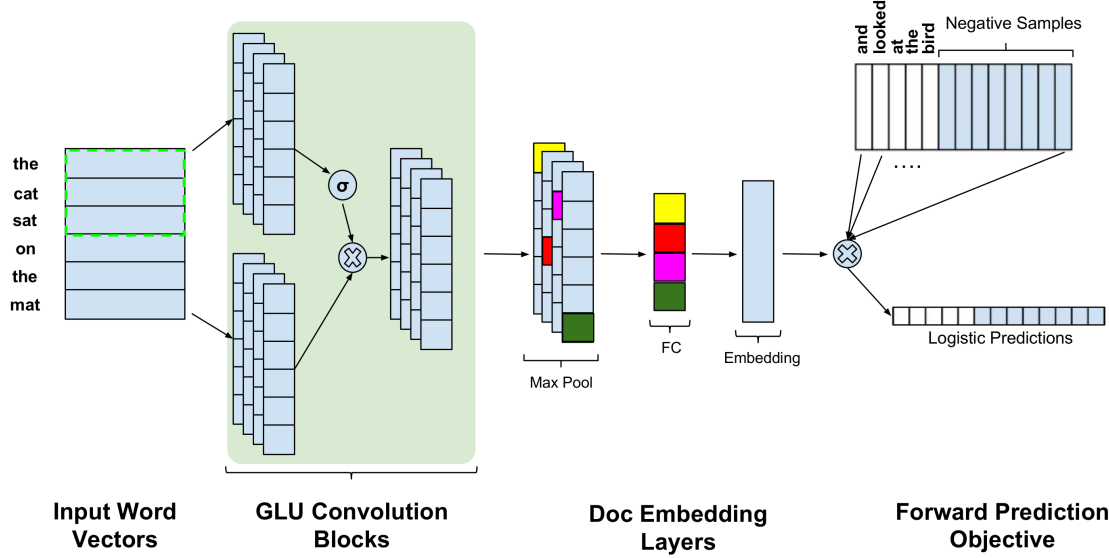 the
cat
sat
on
the
mat
σ
Max Pool
FC
Embedding
and
looked
at
the
bird
Negative Samples
....
Logistic Predictions
Input Word
Vectors
GLU Convolution
Blocks
Doc Embedding
Layers
Forward Prediction
Objective